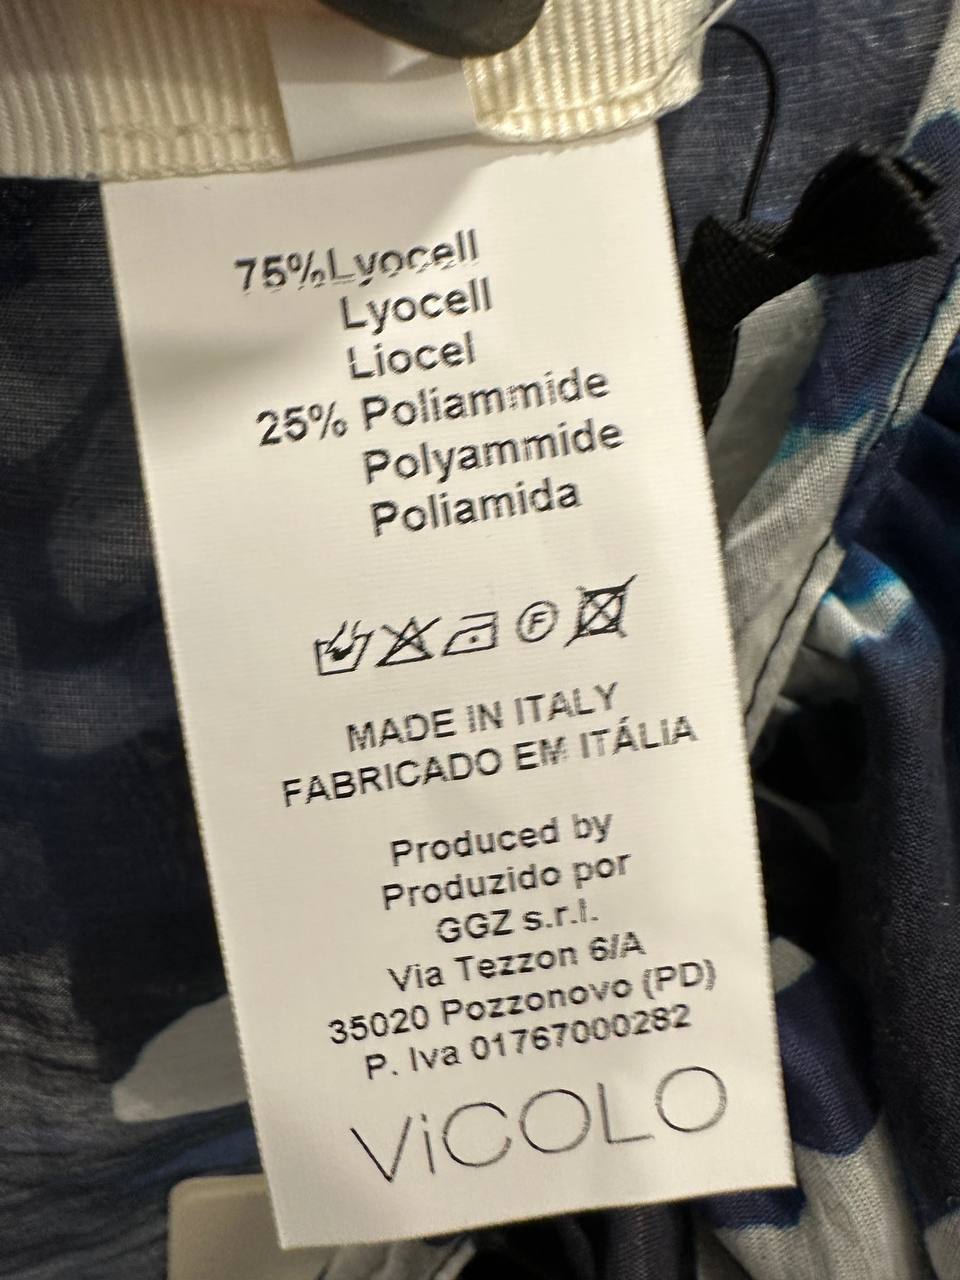 75%Lyocell
Lyocell
Liocel
25% Poliammide
Polyammide
Poliamida
F
MADE IN ITALY
FABRICADO EM ITÁLIA
Produced by
Produzido por
GGZ s.r.l.
Via Tezzon 6/A
35020 Pozzonovo (PD)
P. Iva 01767000282
ViCOLO